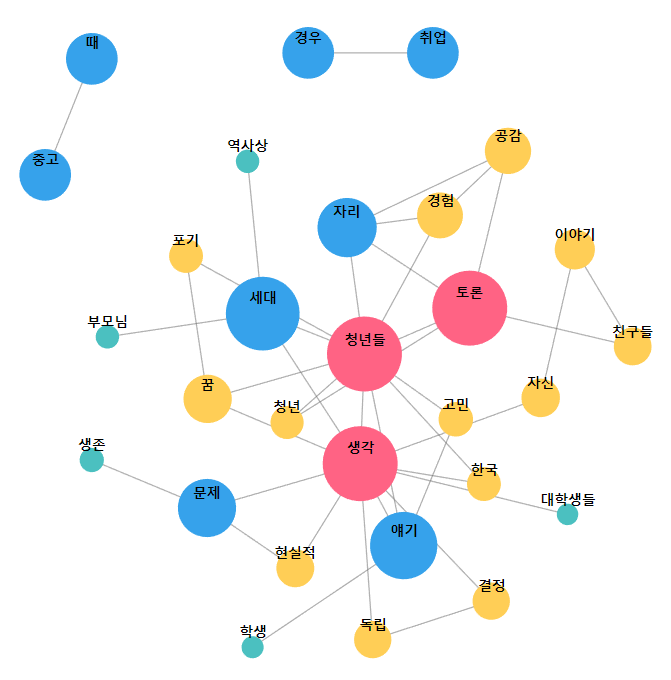 때
경우
취업
중고
역사상
공감
자리
경험
포기
이야기
세대
토론
부모님
청년들
친구들
꿈
청년
고민
자신
생존
생각
문제
한국
대학생들
얘기
현실적
결정
학생
독립